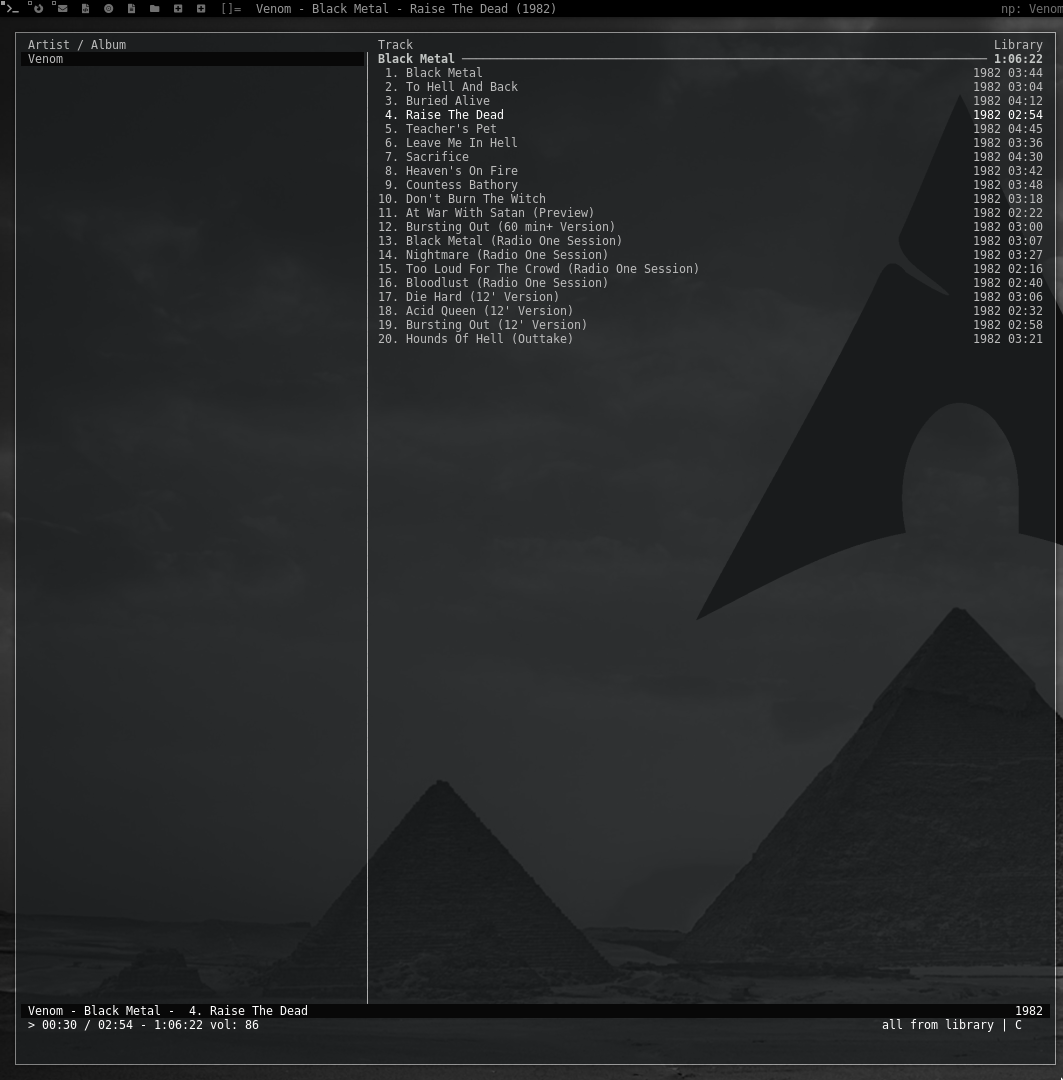 []= Venom - Black Metal - Raise The Dead (1982) np: Venom
Artist / Album Track Library
Venom Black Metal 1:06:22
1. Black Metal 1982 03:44
2. To Hell And Back 1982 03:04
3. Buried Alive 1982 04:12
4. Raise The Dead 1982 02:54
5. Teacher's Pet 1982 04:45
6. Leave Me In Hell 1982 03:36
7. Sacrifice 1982 04:30
8. Heaven's On Fire 1982 03:42
9. Countess Bathory 1982 03:48
10. Don't Burn The Witch 1982 03:18
11. At War With Satan (Preview) 1982 02:22
12. Bursting Out (60 min+ Version) 1982 03:00
13. Black Metal (Radio One Session) 1982 03:07
14. Nightmare (Radio One Session) 1982 03:27
15. Too Loud For The Crowd (Radio One Session) 1982 02:16
16. Bloodlust (Radio One Session) 1982 02:40
17. Die Hard (12' Version) 1982 03:06
18. Acid Queen (12' Version) 1982 02:32
19. Bursting Out (12' Version) 1982 02:58
20. Hounds Of Hell (Outtake) 1982 03:21
Venom - Black Metal - 4. Raise The Dead 1982
> 00:30 / 02:54 - 1:06:22 vol: 86 all from library | C